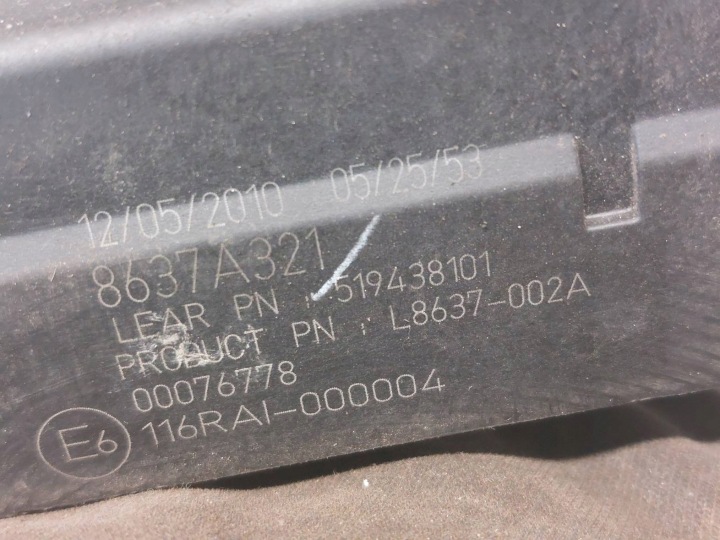 12/05/2010 05/25/53
8637A321
LEAR PN : 519438101
PRODUCT PN : L8637-002A
00076778
E6 116RAI-000004